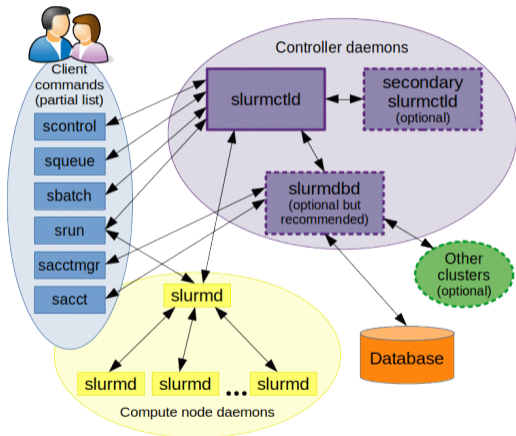 Client
commands
(partial list)
scontrol
squeue
sbatch
srun
sacctmgr
sacct
Controller daemons
slurmctld
secondary
slurmctld
(optional)
slurmdbd
(optional but
recommended)
Other
clusters
(optional)
Database
slurmd
slurmd slurmd ... slurmd
Compute node daemons